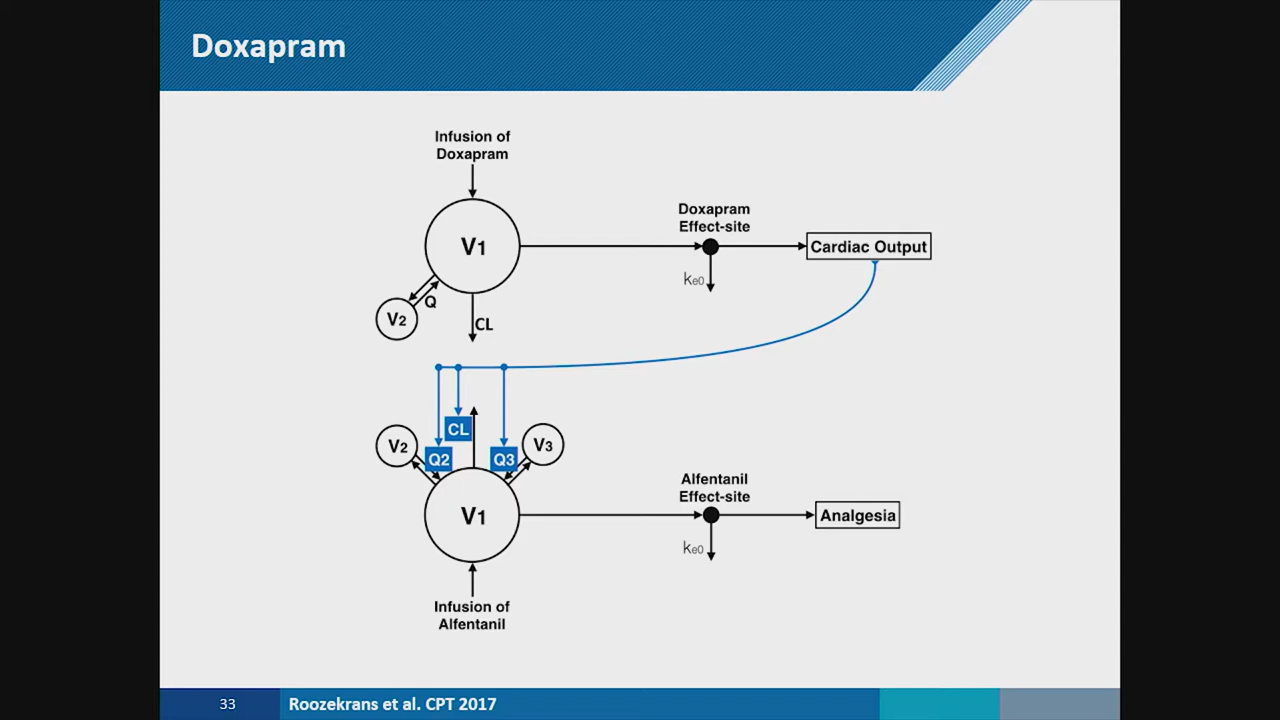 Doxapram
Infusion of
Doxapram
V1
Doxapram
Effect-site
Cardiac Output
ke0
Q
V2
CL
CL
V2
Q2
Q3
V3
V1
Alfentanil
Effect-site
Analgesia
ke0
Infusion of
Alfentanil
33
Roozekrans et al. CPT 2017